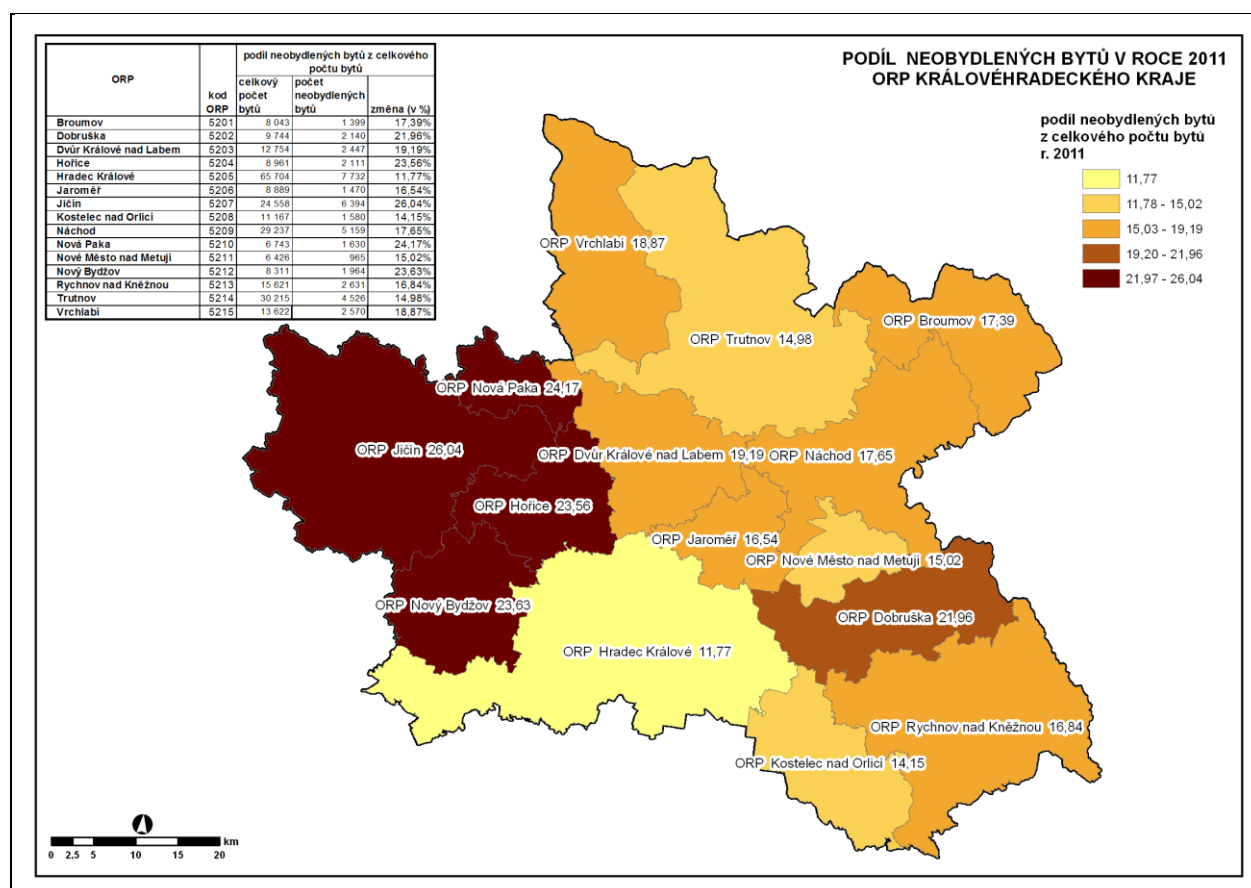 PODÍL NEOBYDLENÝCH BYTŮ V ROCE 2011
ORP KRÁLOVÉHRADECKÉHO KRAJE
podíl neobydlených bytů z celkového
počtu bytů
ORP
kod
ORP
celkový
počet
bytů
počet
neobydlených
bytů
změna (v %)
Broumov 5201 8 043 1 399 17,39%
Dobruška 5202 9 744 2 140 21,96%
Dvůr Králové nad Labem 5203 12 754 2 447 19,19%
Hořice 5204 8 961 2 111 23,56%
Hradec Králové 5205 65 704 7 732 11,77%
Jaroměř 5206 8 889 1 470 16,54%
Jičín 5207 24 558 6 394 26,04%
Kostelec nad Orlicí 5208 11 167 1 580 14,15%
Náchod 5209 29 237 5 159 17,65%
Nová Paka 5210 6 743 1 630 24,17%
Nové Město nad Metují 5211 6 426 965 15,02%
Nový Bydžov 5212 8 311 1 964 23,63%
Rychnov nad Kněžnou 5213 15 621 2 631 16,84%
Trutnov 5214 30 215 4 526 14,98%
Vrchlabí 5215 13 622 2 570 18,87%
podíl neobydlených bytů
z celkového počtu bytů
r. 2011
11,77
11,78 - 15,02
15,03 - 19,19
19,20 - 21,96
21,97 - 26,04
ORP Vrchlabí 18,87
ORP Broumov 17,39
ORP Trutnov 14,98
ORP Nová Paka 24,17
ORP Jičín 26,04
ORP Dvůr Králové nad Labem 19,19
ORP Náchod 17,65
ORP Hořice 23,56
ORP Jaroměř 16,54
ORP Nové Město nad Metují 15,02
ORP Nový Bydžov 23,63
ORP Dobruška 21,96
ORP Hradec Králové 11,77
ORP Rychnov nad Kněžnou 16,84
ORP Kostelec nad Orlicí 14,15
km
0 2,5 5 10 15 20